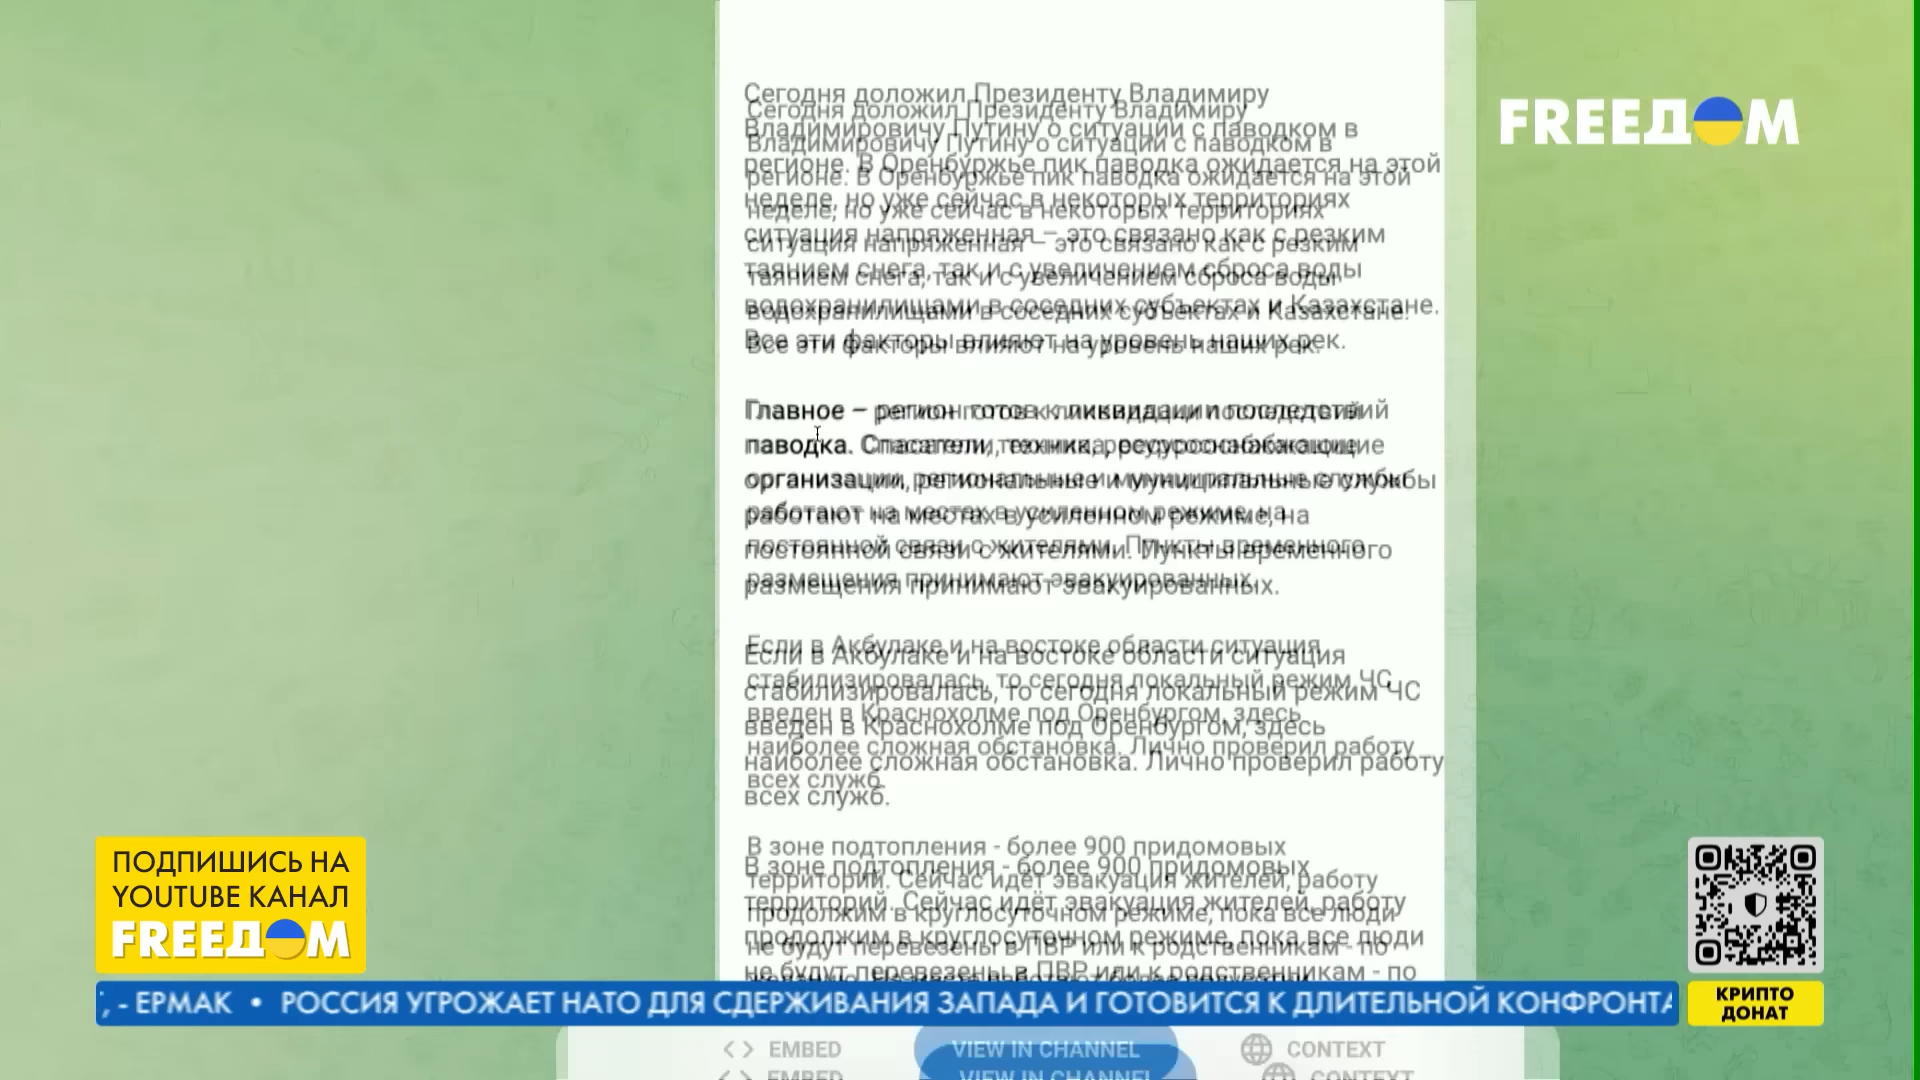 Сегодня доложил Президенту Владимиру
Владимировичу Путину о ситуации с паводком в
регионе. В Оренбуржье пик паводка ожидается на этой
неделе, но уже сейчас в некоторых территориях
ситуация напряженная – это связано как с резким
таянием снега, так и с увеличением сброса воды
водохранилищами в соседних субъектах и Казахстане.
Все эти факторы влияют на уровень наших рек.
Главное – регион готов к ликвидации последствий
паводка. Спасатели, техника, ресурсоснабжающие
организации, региональные и муниципальные службы
работают на местах в усиленном режиме, на
постоянной связи с жителями. Пункты временного
размещения принимают эвакуированных.
Если в Акбулаке и на востоке области ситуация
стабилизировалась, то сегодня локальный режим ЧС
введен в Краснохолме под Оренбургом, здесь
наиболее сложная обстановка. Лично проверил работу
всех служб.
В зоне подтопления - более 900 придомовых
территорий. Сейчас идёт эвакуация жителей, работу
продолжим в круглосуточном режиме, пока все люди
не будут перевезены в ПВР или к родственникам - по
FREEДOM
ПОДПИШИСЬ НА
YOUTUBE КАНАЛ
FREEДOM
, - ЕРМАК • РОССИЯ УГРОЖАЕТ НАТО ДЛЯ СДЕРЖИВАНИЯ ЗАПАДА И ГОТОВИТСЯ К ДЛИТЕЛЬНОЙ КОНФРОНТА
КРИПТО
ДОНАТ
EMBED
VIEW IN CHANNEL
CONTEXT